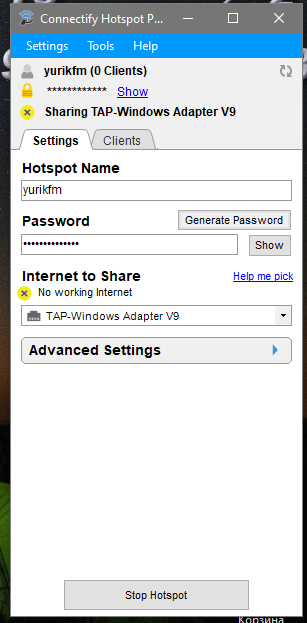 Connectify Hotspot P...
Settings Tools Help
yurikfm (0 Clients)
************ Show
Sharing TAP-Windows Adapter V9
Settings Clients
Hotspot Name
yurikfm
Password Generate Password
•••••••••••••• Show
Internet to Share Help me pick
No working Internet
TAP-Windows Adapter V9
Advanced Settings
Stop Hotspot
Корзина